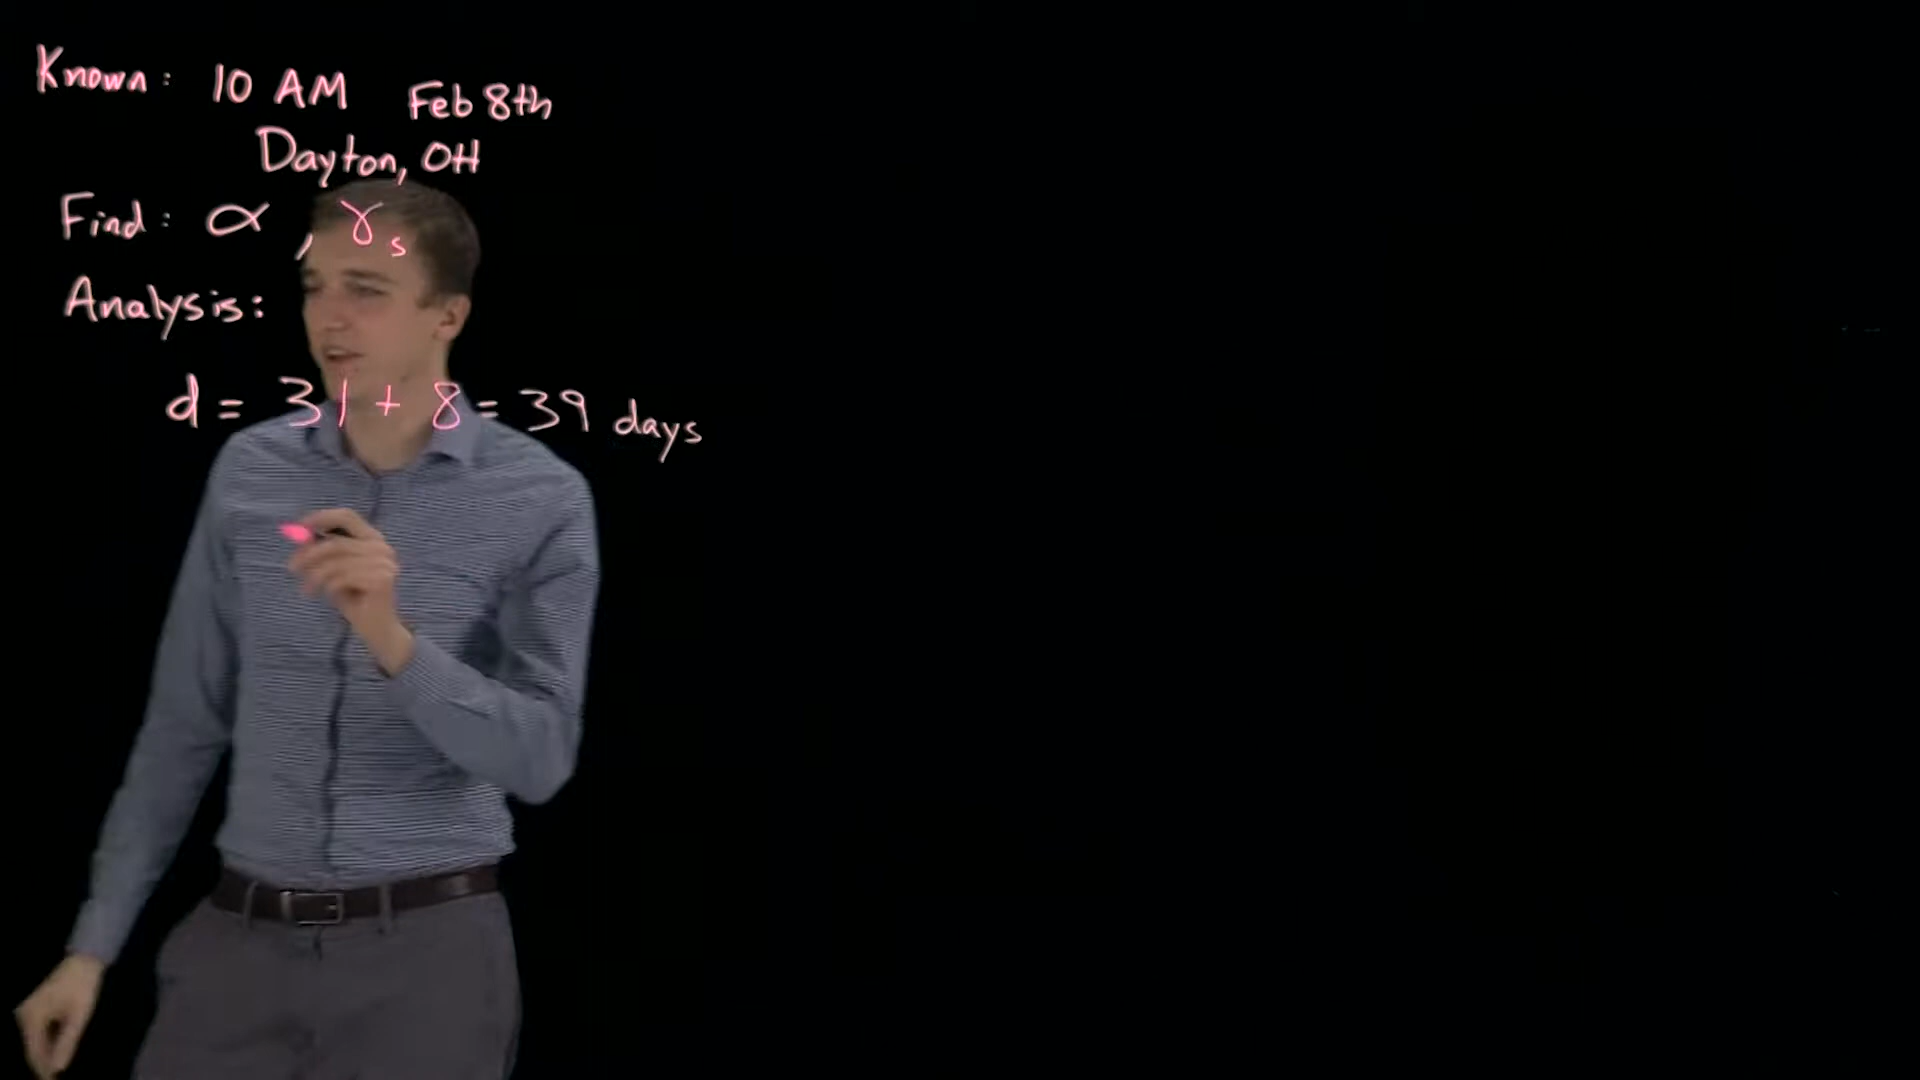 Known: 10 AM Feb 8th
Dayton, OH
Find: α, γs
Analysis:
d = 31 + 8 = 39 days